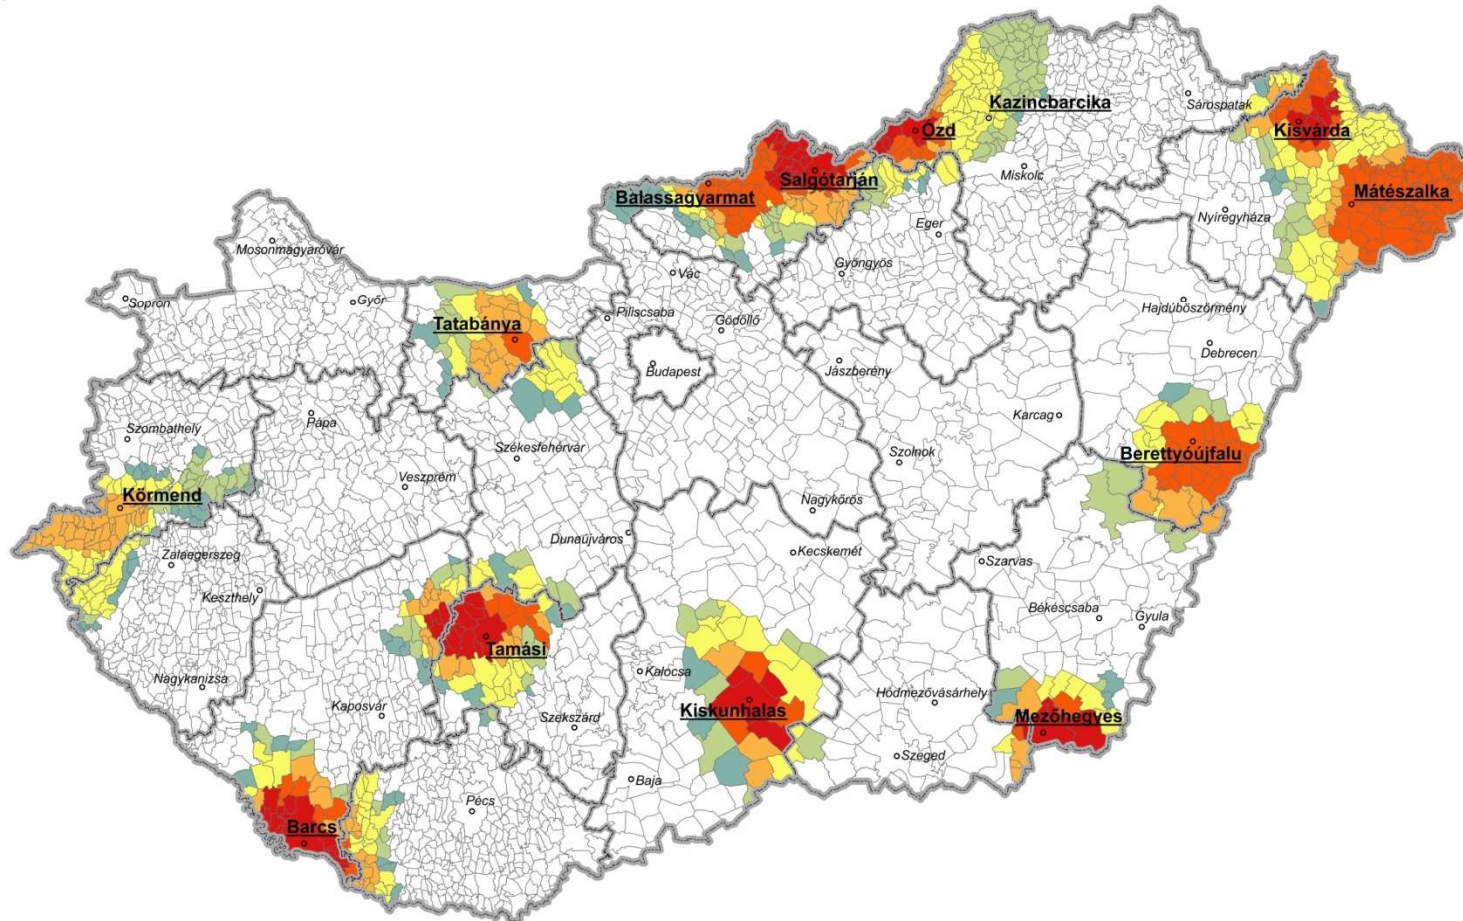 Kazincbarcika
Sárospatak
Ózd
Kisvárda
Miskolc
Salgótarján
Balassagyarmat
Mátészalka
Nyíregyháza
Eger
Mosonmagyaróvár
Gyöngyös
Vác
Sopron
Győr
Hajdúböszörmény
Piliscsaba
Tatabánya
Gödöllő
Debrecen
Budapest
Jászberény
Pápa
Karcag
Szombathely
Székesfehérvár
Berettyóújfalu
Szolnok
Veszprém
Körmend
Nagykőrös
Dunaújváros
Kecskemét
Zalaegerszeg
Szarvas
Keszthely
Békéscsaba
Gyula
Tamási
Kalocsa
Nagykanizsa
Hódmezővásárhely
Kaposvár
Kiskunhalas
Szekszárd
Mezőhegyes
Szeged
Baja
Pécs
Barcs